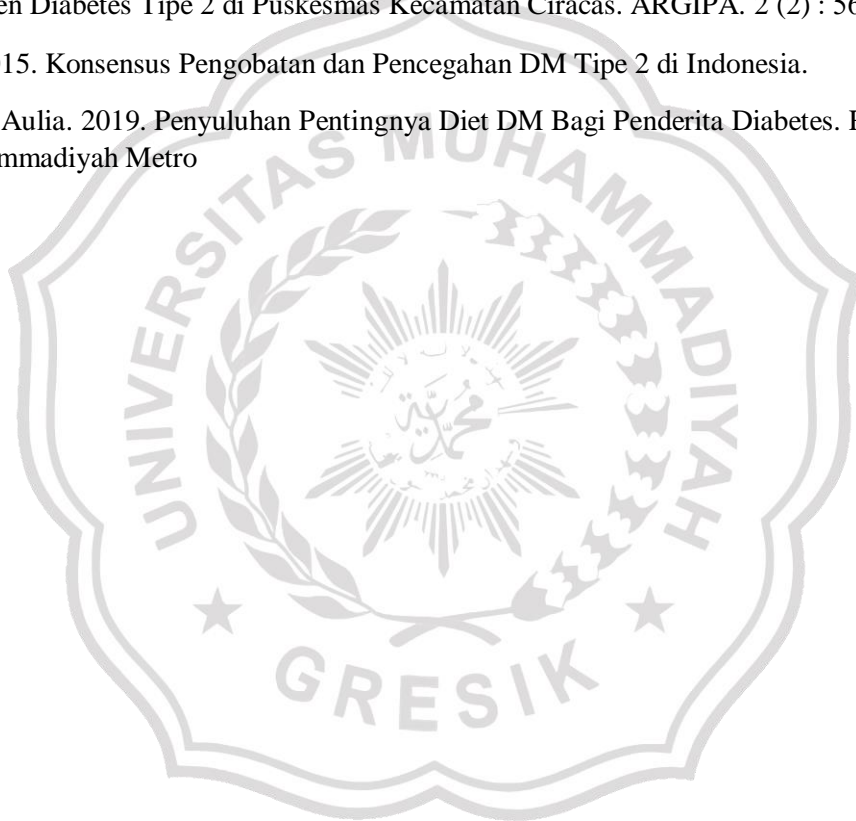 en Diabetes Tipe 2 di Puskesmas Kecamatan Ciracas. ARGIPA. 2 (2) : 56
15. Konsensus Pengobatan dan Pencegahan DM Tipe 2 di Indonesia.
Aulia. 2019. Penyuluhan Pentingnya Diet DM Bagi Penderita Diabetes.
mmadiyah Metro
UNIVERSITAS MUHAMMADIYAH
محمدية
GRESIK